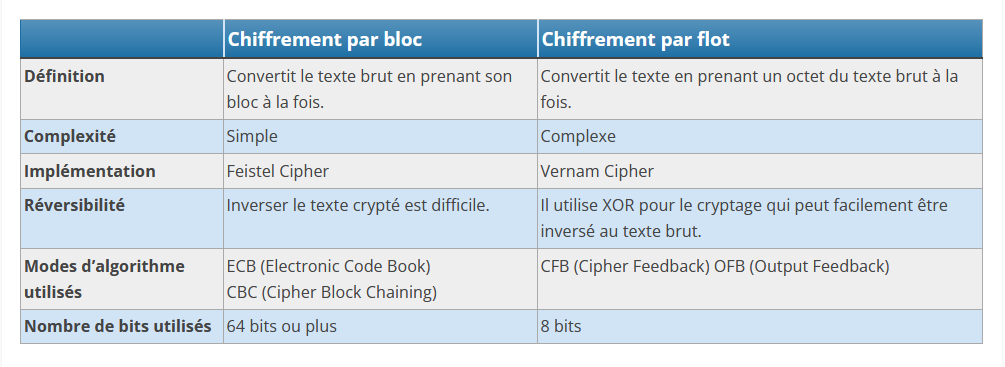 Chiffrement par bloc Chiffrement par flot
Définition Convertit le texte brut en prenant son Convertit le texte en prenant un octet du texte brut à la
bloc à la fois. fois.
Complexité Simple Complexe
Implémentation Feistel Cipher Vernam Cipher
Réversibilité Inverser le texte crypté est difficile. Il utilise XOR pour le cryptage qui peut facilement être
inversé au texte brut.
Modes d’algorithme ECB (Electronic Code Book) CFB (Cipher Feedback) OFB (Output Feedback)
utilisés CBC (Cipher Block Chaining)
Nombre de bits utilisés 64 bits ou plus 8 bits